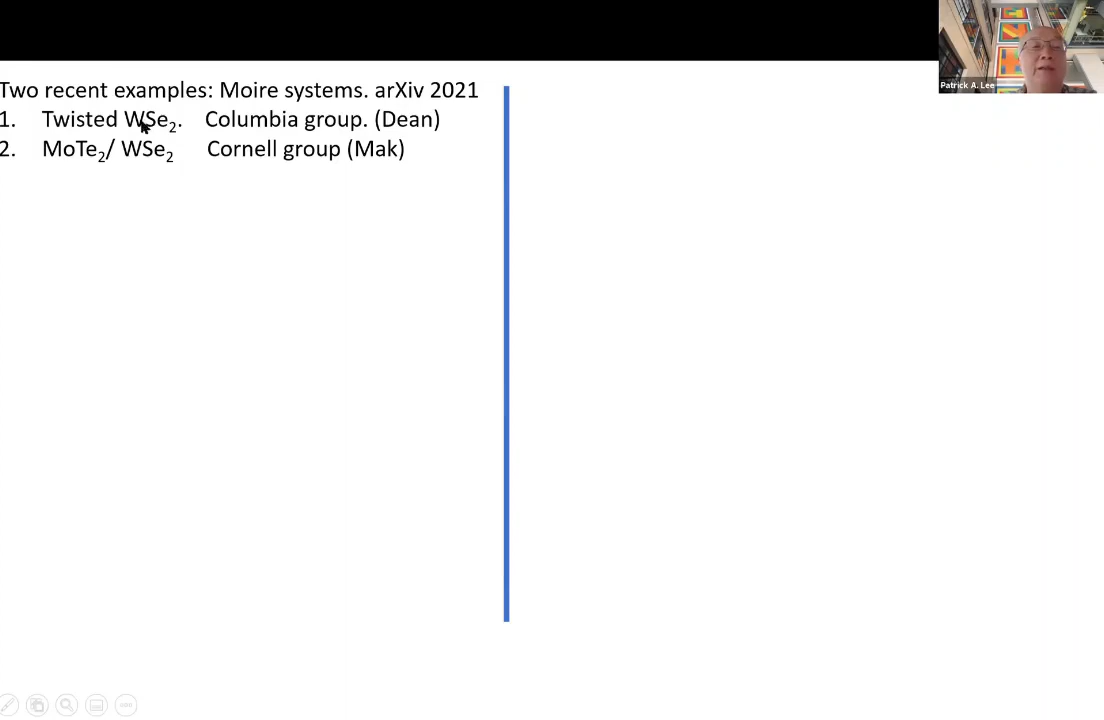 Two recent examples: Moire systems. arXiv 2021
1. Twisted WSe₂. Columbia group. (Dean)
2. MoTe₂/ WSe₂ Cornell group (Mak)
Patrick A. Lee